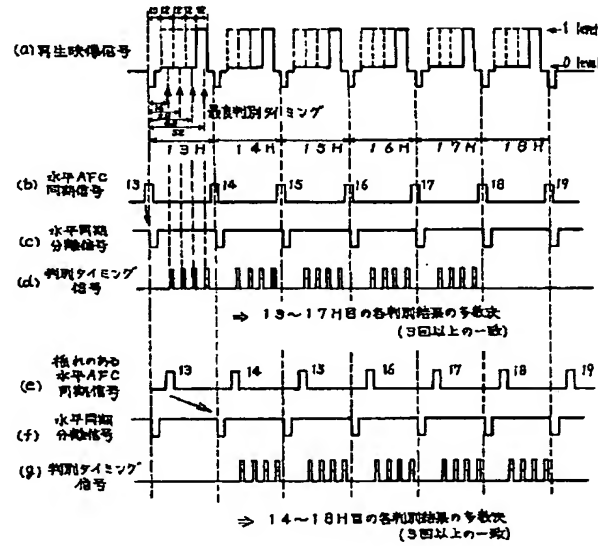 (a) 再生映像信号
1 level
0 level
最良判別タイミング
13H 14H 15H 16H 17H 18H
(b) 水平AFC
同期信号
13 14 15 16 17 18 19
(c) 水平同期
分離信号
(d) 判別タイミング
信号
⇒ 13〜17H目の各判別結果の多数決
(3回以上の一致)
(e) 揺れのある
水平AFC
同期信号
13 14 15 16 17 18 19
(f) 水平同期
分離信号
(g) 判別タイミング
信号
⇒ 14〜18H目の各判別結果の多数決
(3回以上の一致)